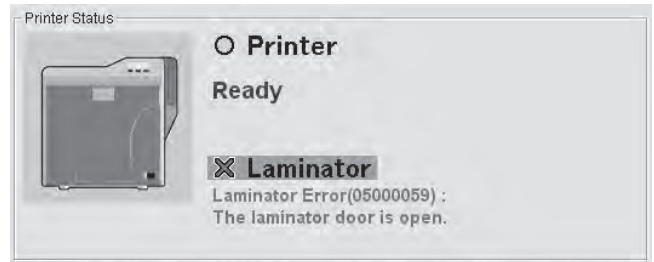 Printer Status
Printer
Ready
Laminator
Laminator Error(05000059) :
The laminator door is open.